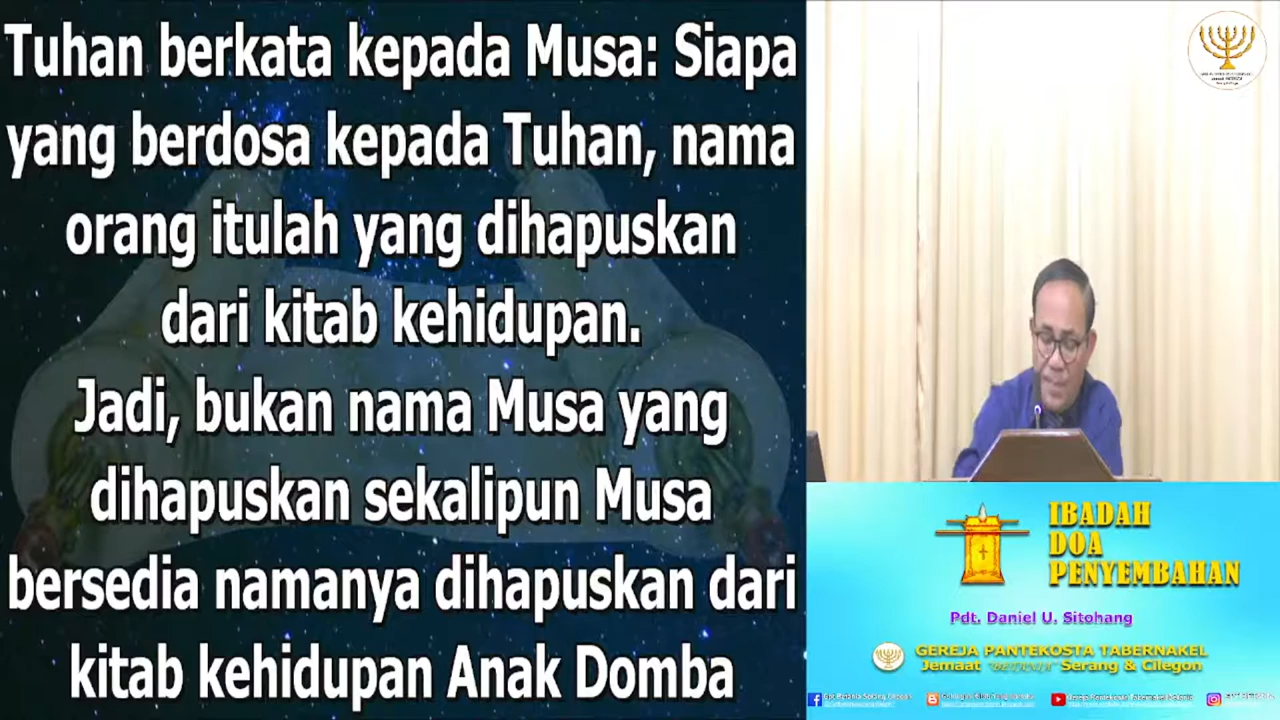 Tuhan berkata kepada Musa: Siapa
yang berdosa kepada Tuhan, nama
orang itulah yang dihapuskan
dari kitab kehidupan.
Jadi, bukan nama Musa yang
dihapuskan sekalipun Musa
bersedia namanya dihapuskan dari
kitab kehidupan Anak Domba
IBADAH
DOA
PENYEMBAHAN
Pdt. Daniel U. Sitohang
GEREJA PANTEKOSTA TABERNAKEL
Jemaat "BETANIA" Serang & Cilegon